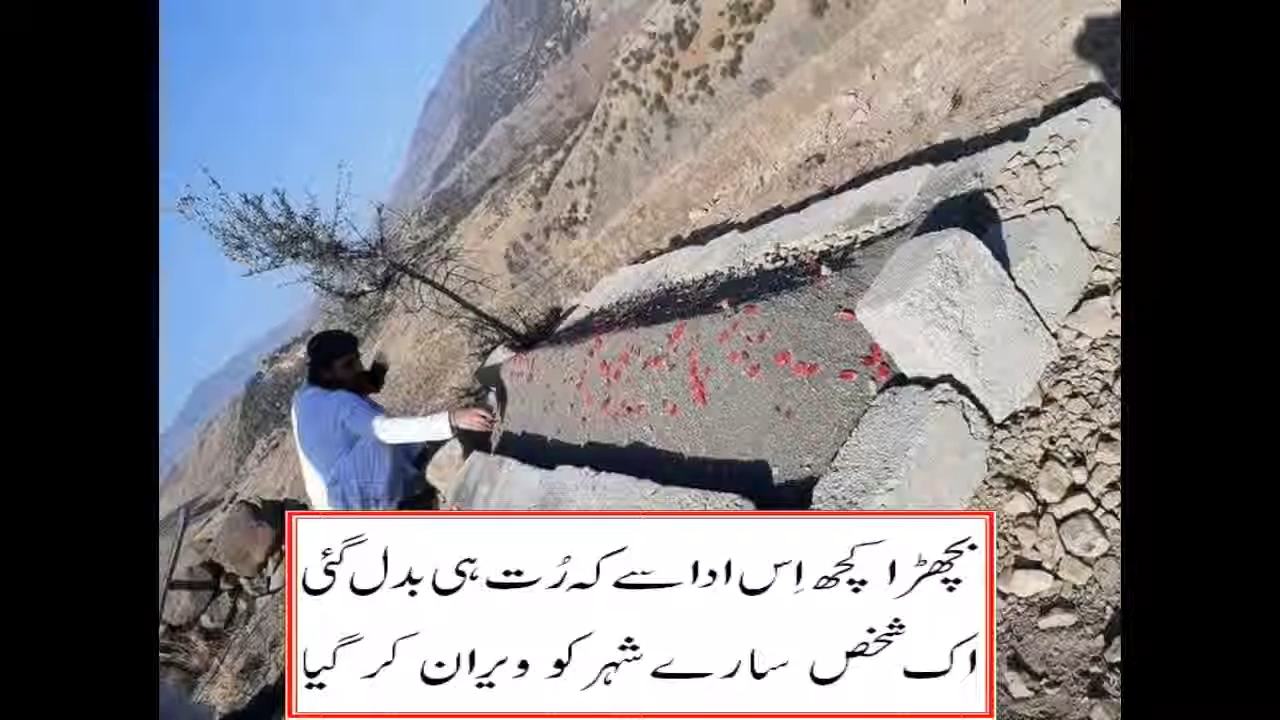 بچھڑا کچھ اِس ادا سے کہ رُت ہی بدل گئی
اک شخص سارے شہر کو ویران کر گیا